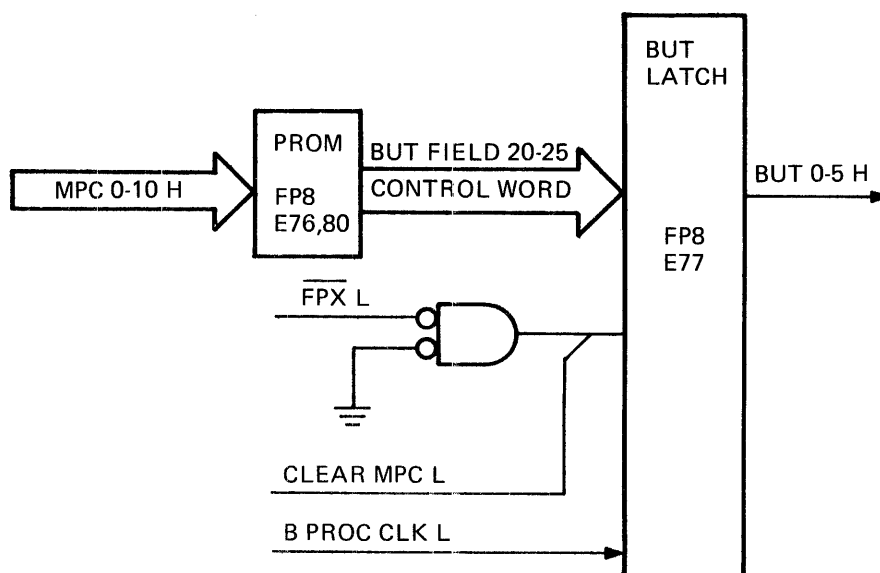 BUT
LATCH
PROM
BUT FIELD 20-25
BUT 0-5 H
MPC 0-10 H
CONTROL WORD
FP8
E76,80
FP8
E77
FPX L
CLEAR MPC L
B PROC CLK L